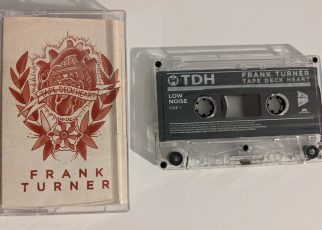 TAPE DECK HEART
FRANK
TURNER
TDH
FRANK TURNER
TAPE DECK HEART
LOW
NOISE
SIDE 1